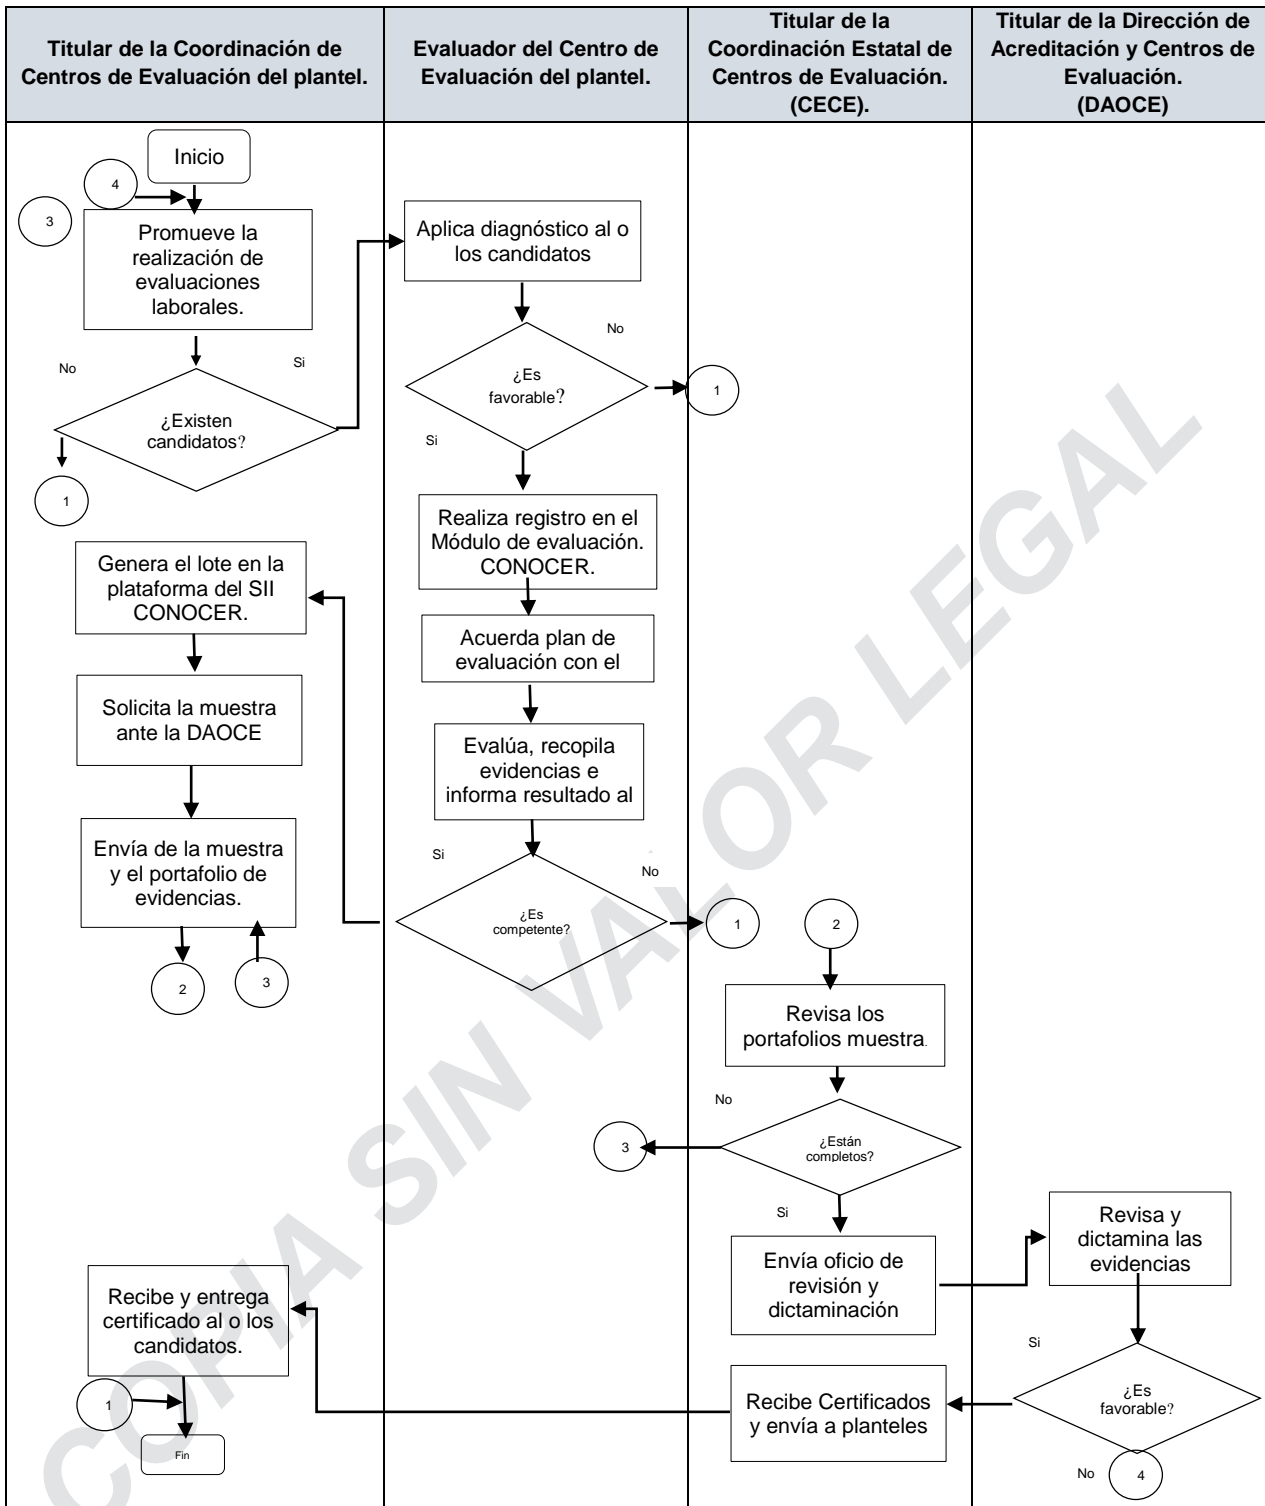 Titular de la Coordinación de
Centros de Evaluación del plantel.
Evaluador del Centro de
Evaluación del plantel.
Titular de la
Coordinación Estatal de
Centros de Evaluación.
(CECE).
Titular de la Dirección de
Acreditación y Centros de
Evaluación.
(DAOCE)
Inicio
4
3
Promueve la
realización de
evaluaciones
laborales.
No
Si
¿Existen
candidatos?
1
Genera el lote en la
plataforma del SII
CONOCER.
Solicita la muestra
ante la DAOCE
Envía de la muestra
y el portafolio de
evidencias.
2
3
Recibe y entrega
certificado al o los
candidatos.
1
Fin
Aplica diagnóstico al o
los candidatos
No
¿Es
favorable?
Si
1
Realiza registro en el
Módulo de evaluación.
CONOCER.
Acuerda plan de
evaluación con el
Evalúa, recopila
evidencias e
informa resultado al
Si
No
¿Es
competente?
1
2
Revisa los
portafolios muestra.
No
¿Están
completos?
3
Si
Envía oficio de
revisión y
dictaminación
Recibe Certificados
y envía a planteles
Revisa y
dictamina las
evidencias
Si
¿Es
favorable?
No
4
COPIA SIN VALOR LEGAL